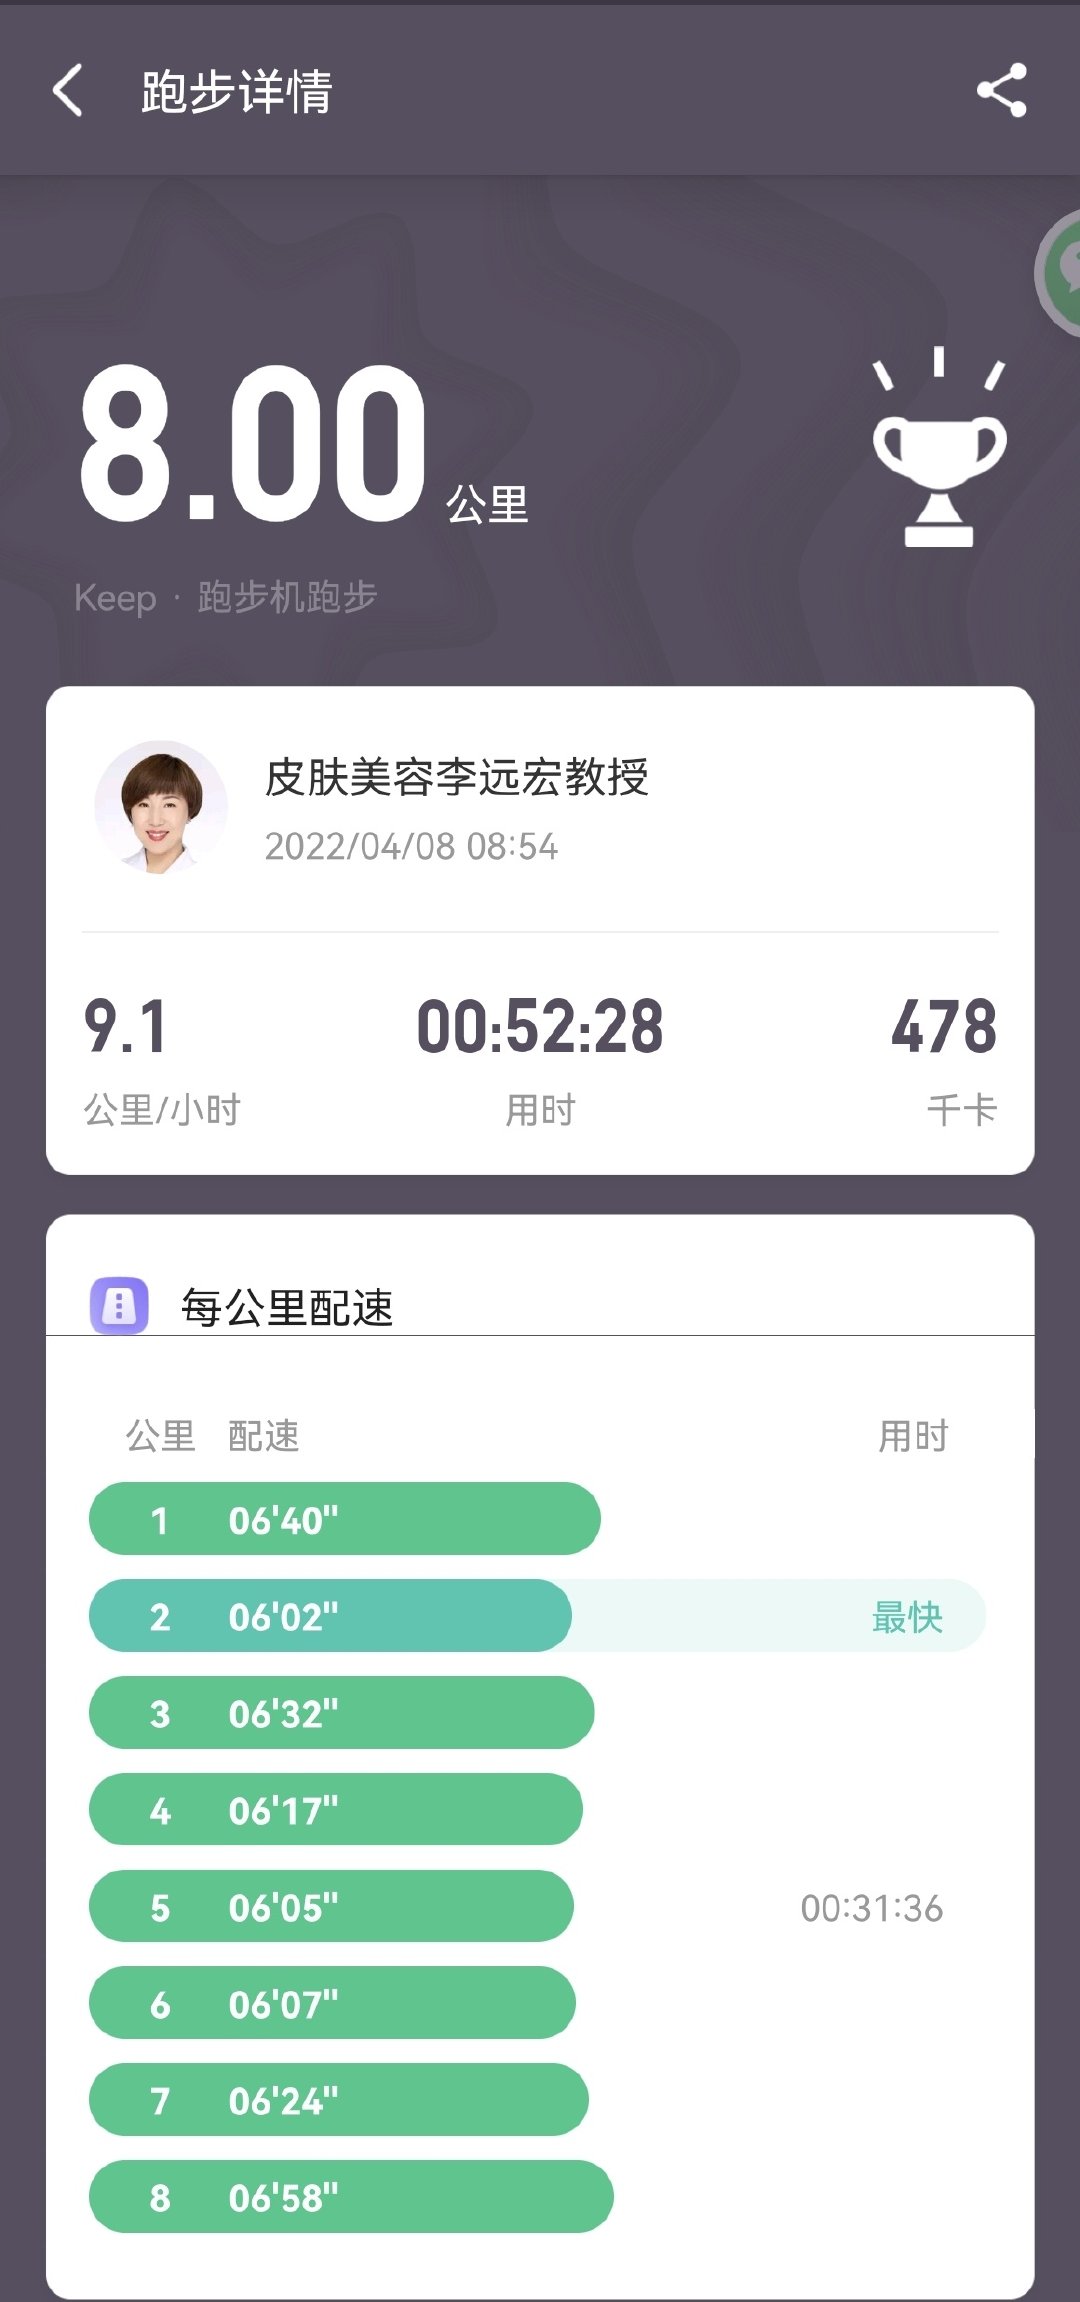 跑步详情
8.00 公里
Keep · 跑步机跑步
皮肤美容李远宏教授
2022/04/08 08:54
9.1 00:52:28 478
公里/小时 用时 千卡
每公里配速
公里 配速 用时
1 06'40"
2 06'02" 最快
3 06'32"
4 06'17"
5 06'05" 00:31:36
6 06'07"
7 06'24"
8 06'58"